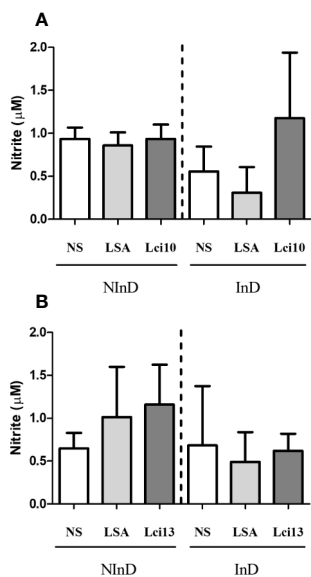 A
Nitrite (µM)
2.0
1.5
1.0
0.5
0.0
NS LSA Lci10 NS LSA Lci10
NInD InD
B
Nitrite (µM)
2.0
1.5
1.0
0.5
0.0
NS LSA Lci13 NS LSA Lci13
NInD InD